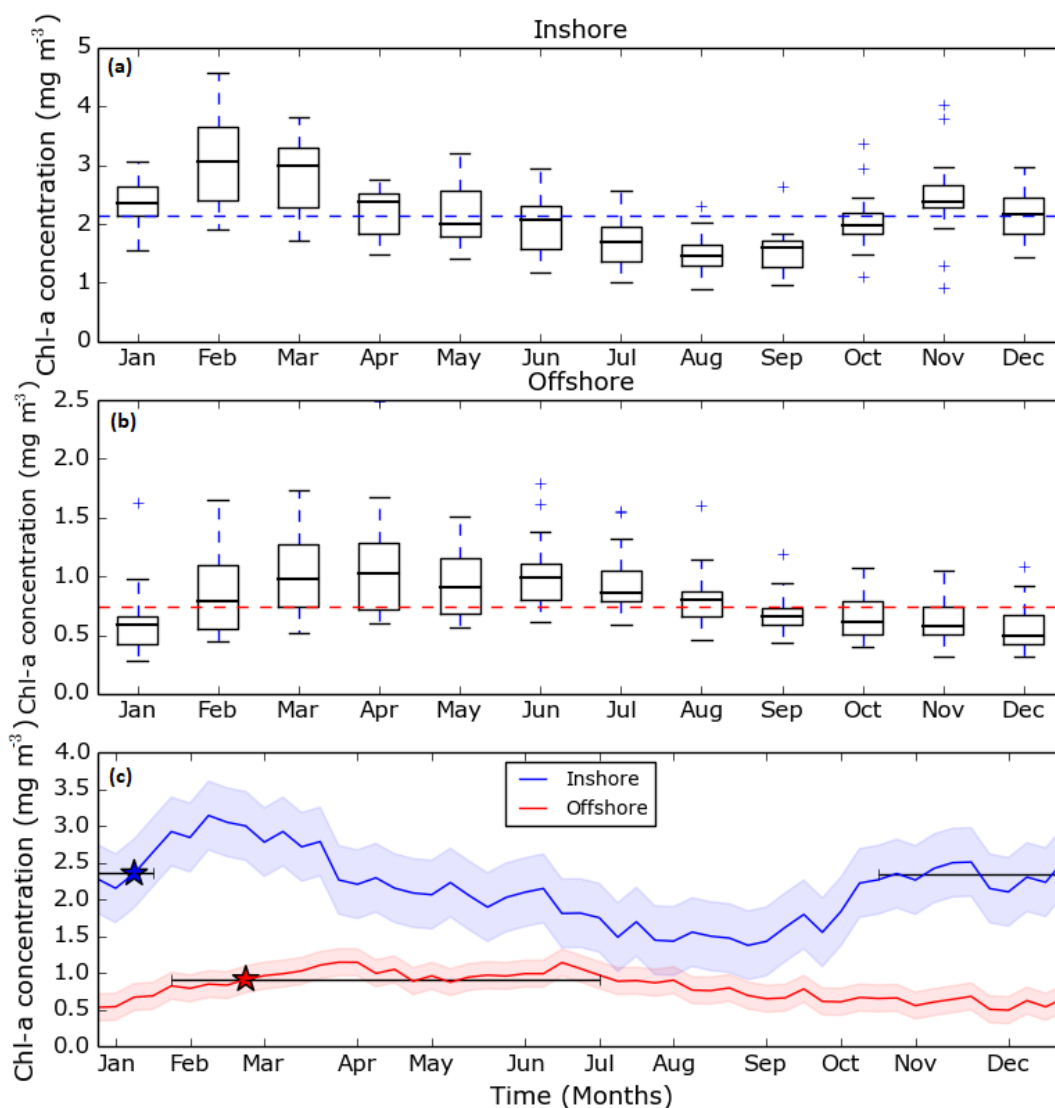 Inshore
(a)
Chl-a concentration (mg m⁻³)
5
4
3
2
1
0
Jan Feb Mar Apr May Jun Jul Aug Sep Oct Nov Dec
Offshore
(b)
Chl-a concentration (mg m⁻³)
2.5
2.0
1.5
1.0
0.5
0.0
Jan Feb Mar Apr May Jun Jul Aug Sep Oct Nov Dec
(c)
Chl-a concentration (mg m⁻³)
4.0
3.5
3.0
2.5
2.0
1.5
1.0
0.5
0.0
Inshore
Offshore
Jan Feb Mar Apr May Jun Jul Aug Sep Oct Nov Dec
Time (Months)